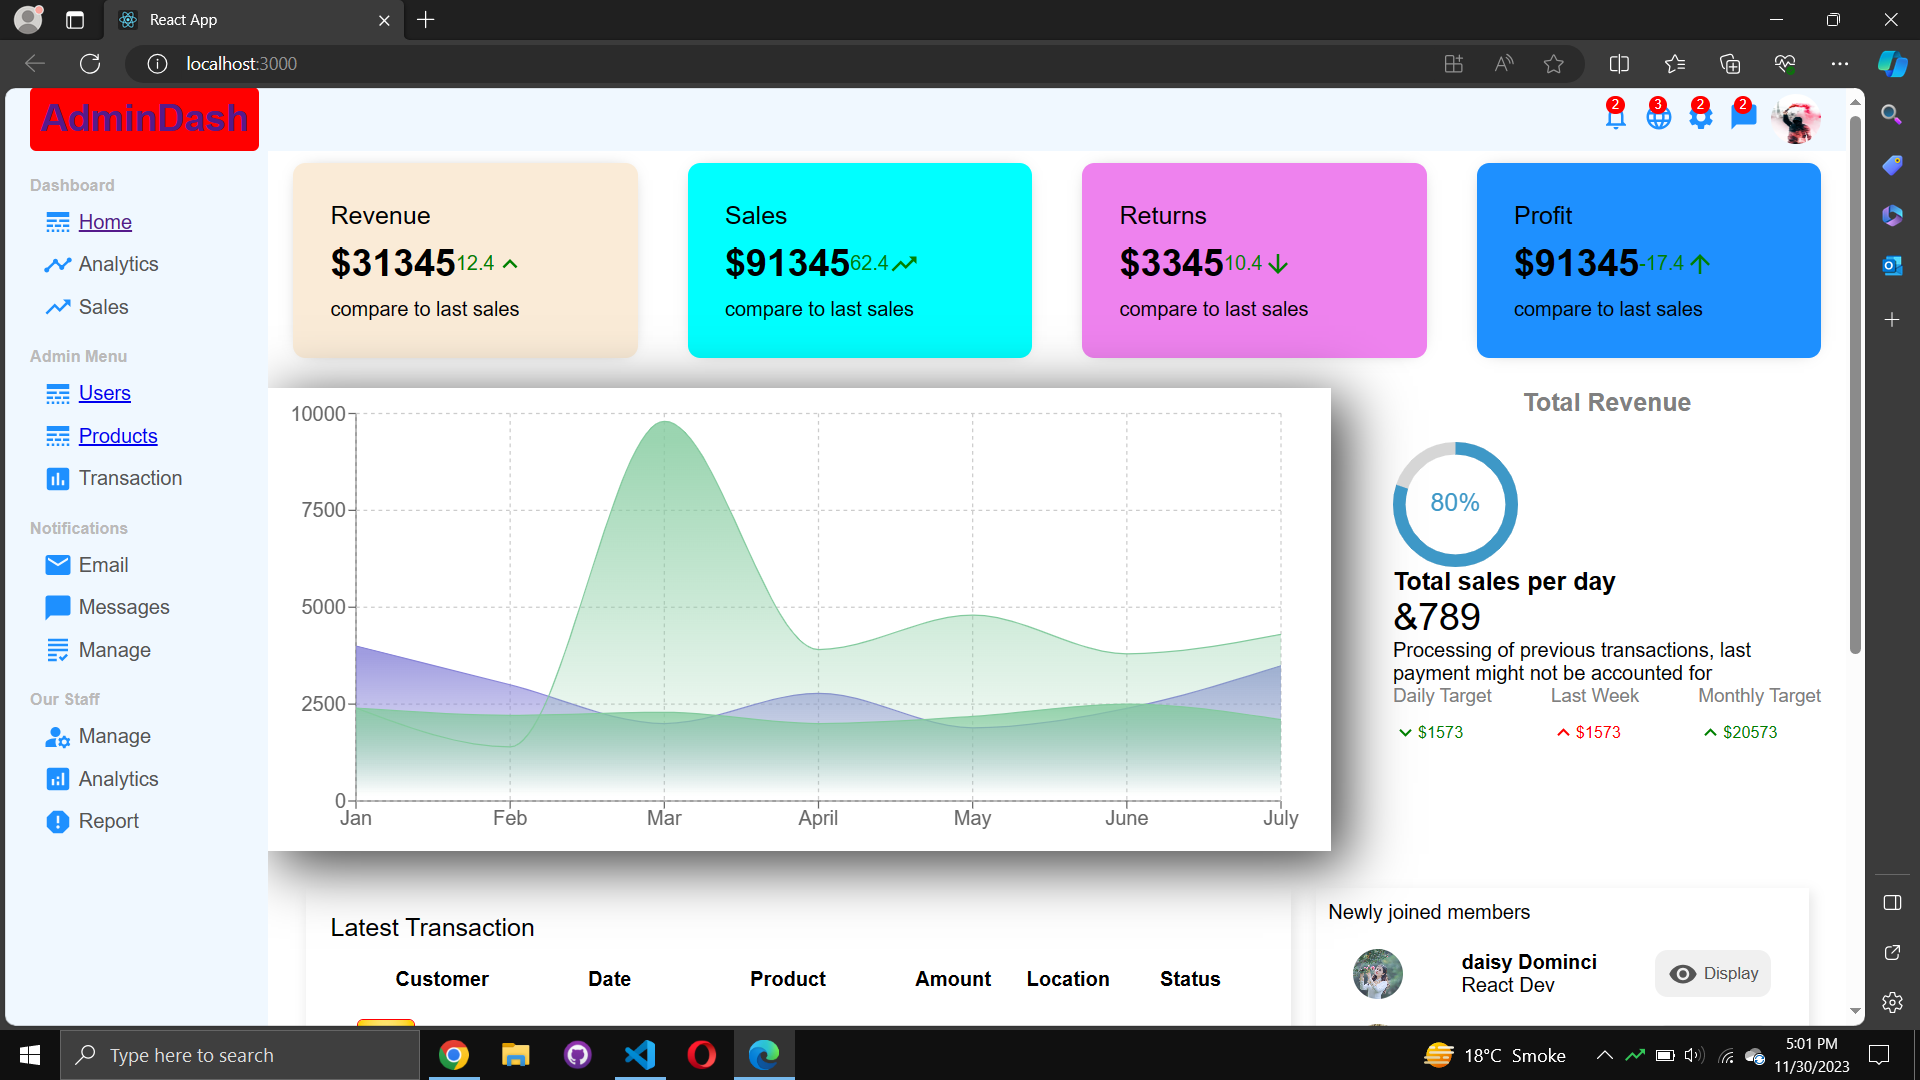 React App
localhost:3000
AdminDash
2 3 2 2
Dashboard
Home
Analytics
Sales
Admin Menu
Users
Products
Transaction
Notifications
Email
Messages
Manage
Our Staff
Manage
Analytics
Report
Revenue
$31345 12.4
compare to last sales
Sales
$91345 62.4
compare to last sales
Returns
$3345 10.4
compare to last sales
Profit
$91345 -17.4
compare to last sales
10000
7500
5000
2500
0
Jan Feb Mar April May June July
Total Revenue
80%
Total sales per day
&789
Processing of previous transactions, last
payment might not be accounted for
Daily Target Last Week Monthly Target
$1573 $1573 $20573
Latest Transaction
Customer Date Product Amount Location Status
Newly joined members
daisy Dominci
React Dev
Display
Type here to search
18°C Smoke
5:01 PM
11/30/2023